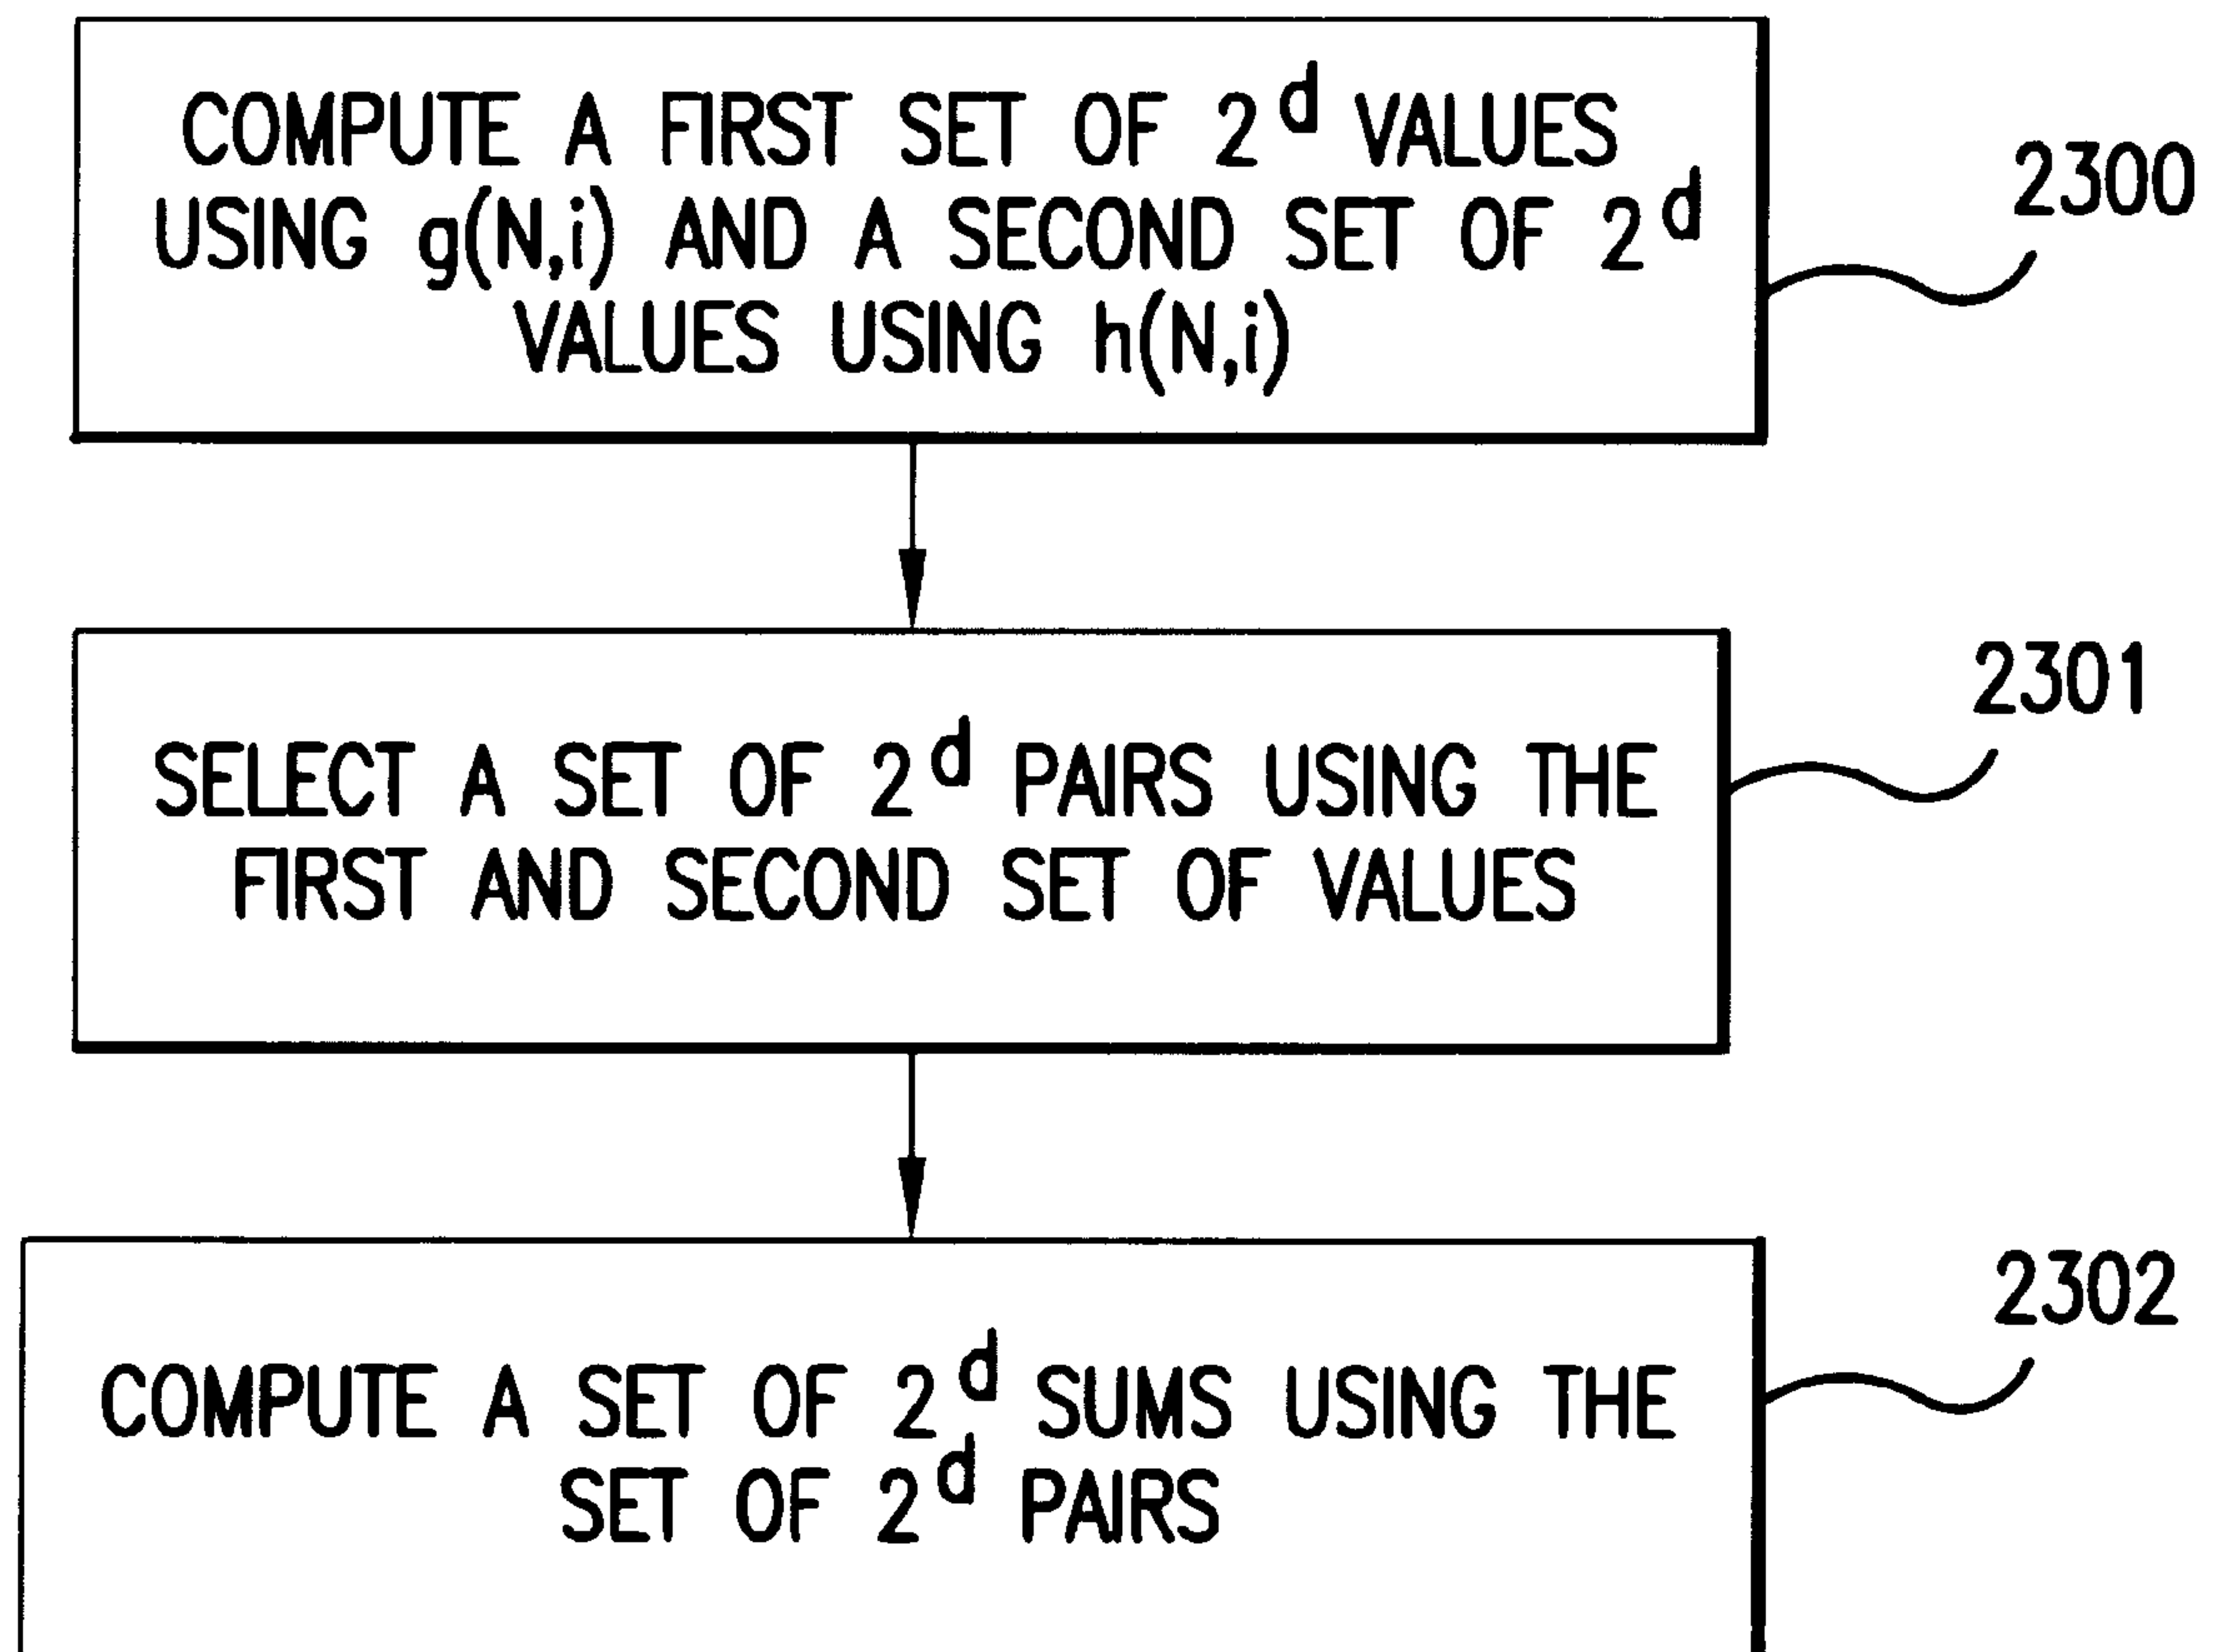 COMPUTE A FIRST SET OF 2^d VALUES
USING g(N,i) AND A SECOND SET OF 2^d
VALUES USING h(N,i)
2300
SELECT A SET OF 2^d PAIRS USING THE
FIRST AND SECOND SET OF VALUES
2301
COMPUTE A SET OF 2^d SUMS USING THE
SET OF 2^d PAIRS
2302